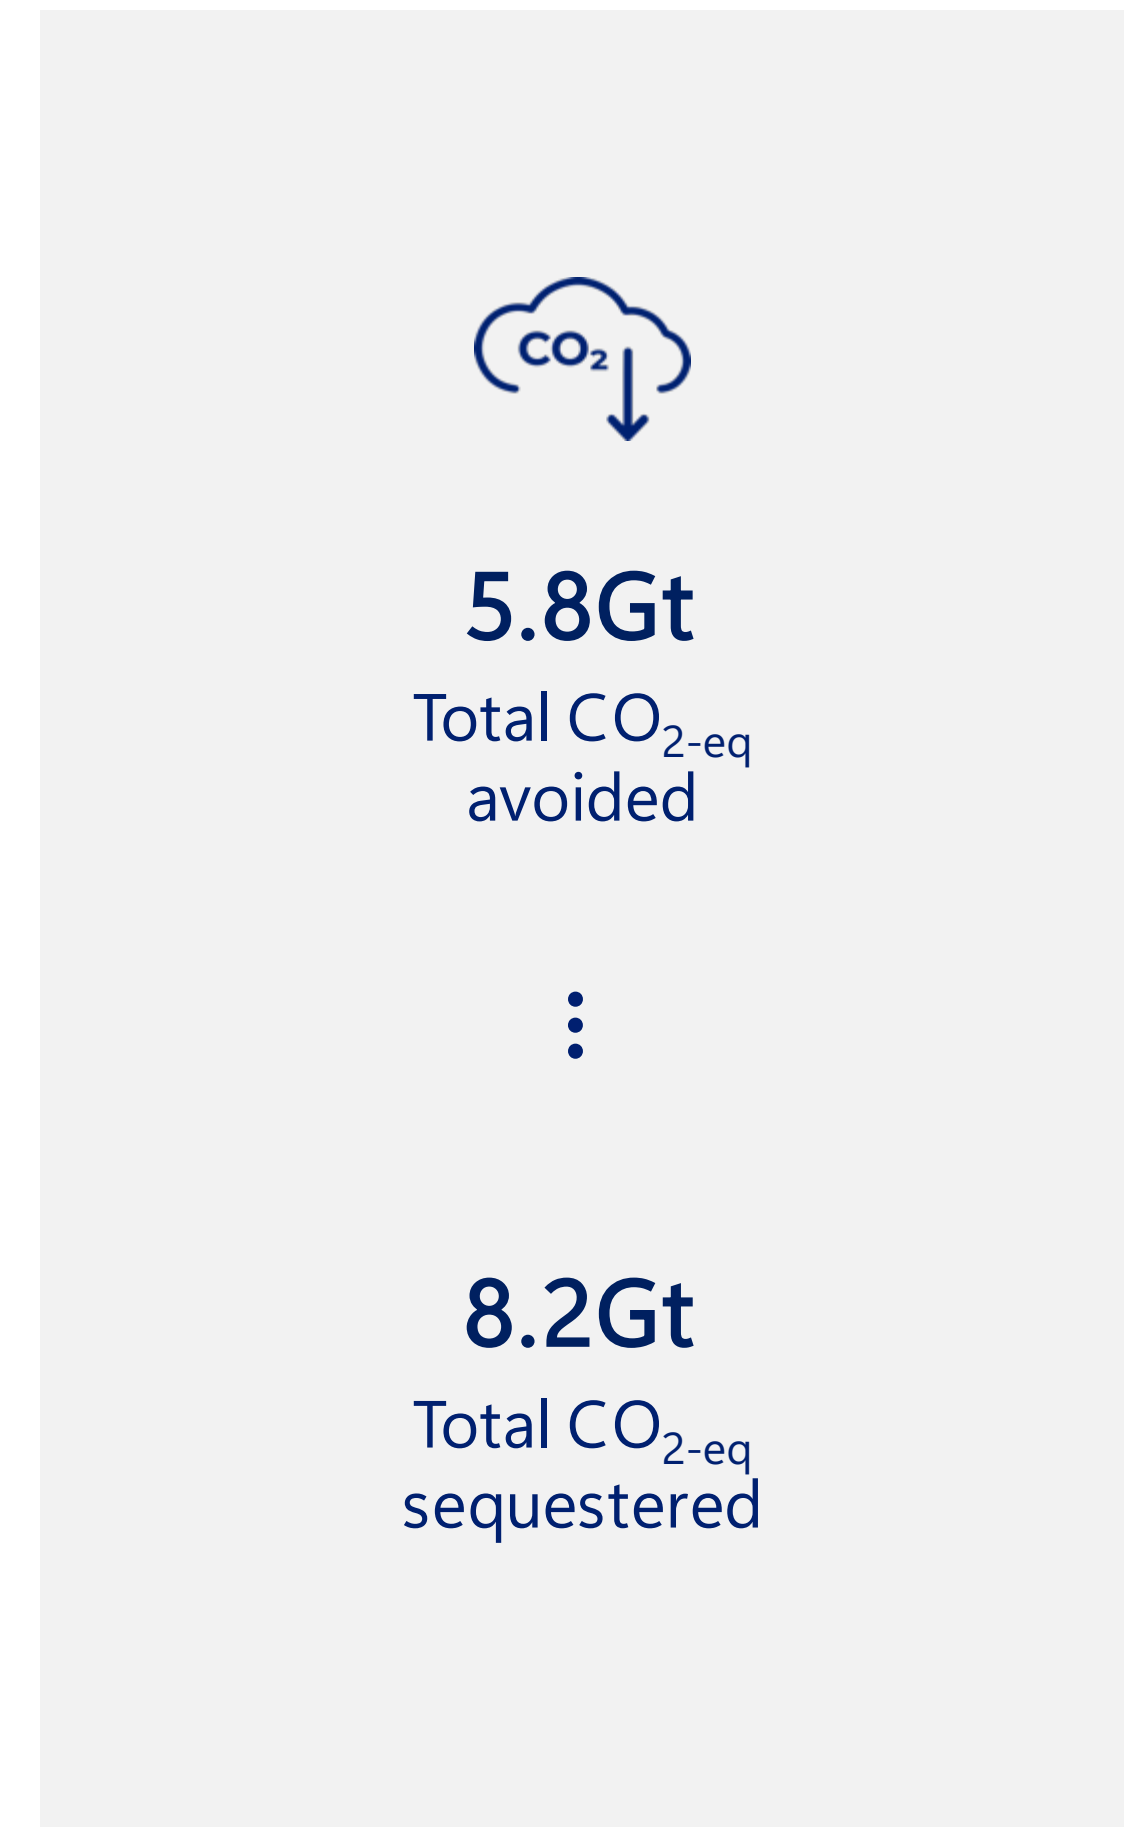 CO₂
5.8Gt
Total CO₂₋eq
avoided
8.2Gt
Total CO₂₋eq
sequestered